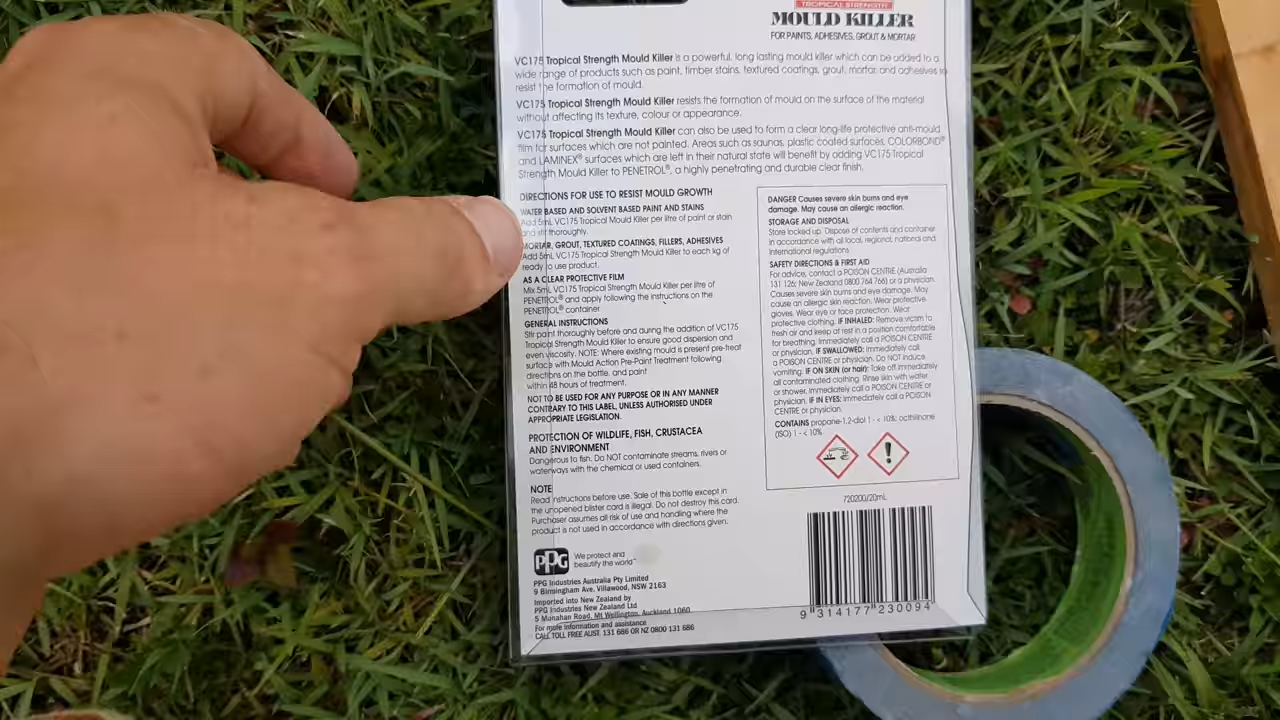 TROPICAL STRENGTH
MOULD KILLER
FOR PAINTS, ADHESIVES, GROUT & MORTAR
VC175 Tropical Strength Mould Killer is a powerful, long lasting mould killer which can be added to a
wide range of products such as paint, timber stains, textured coatings, grout, mortar and adhesives to
resist the formation of mould.
VC175 Tropical Strength Mould Killer resists the formation of mould on the surface of the material
without affecting its texture, colour or appearance.
VC175 Tropical Strength Mould Killer can also be used to form a clear long-life protective anti-mould
film for surfaces which are not painted. Areas such as saunas, plastic coated surfaces, COLORBOND®
and LAMINEX® surfaces which are left in their natural state will benefit by adding VC175 Tropical
Strength Mould Killer to PENETROL®, a highly penetrating and durable clear finish.
DIRECTIONS FOR USE TO RESIST MOULD GROWTH
WATER BASED AND SOLVENT BASED PAINT AND STAINS
Add 5mL VC175 Tropical Mould Killer per litre of paint or stain
and stir thoroughly.
MORTAR, GROUT, TEXTURED COATINGS, FILLERS, ADHESIVES
Add 5mL VC175 Tropical Strength Mould Killer to each kg of
ready to use product.
AS A CLEAR PROTECTIVE FILM
Mix 5mL VC175 Tropical Strength Mould Killer per litre of
PENETROL® and apply following the instructions on the
PENETROL® container
GENERAL INSTRUCTIONS
Stir paint thoroughly before and during the addition of VC175
Tropical Strength Mould Killer to ensure good dispersion and
even viscosity. NOTE: Where existing mould is present pre-treat
surface with Mould Action Pre-Paint Treatment following
directions on the bottle, and paint
within 48 hours of treatment.
NOT TO BE USED FOR ANY PURPOSE OR IN ANY MANNER
CONTRARY TO THIS LABEL, UNLESS AUTHORISED UNDER
APPROPRIATE LEGISLATION.
PROTECTION OF WILDLIFE, FISH, CRUSTACEA
AND ENVIRONMENT
Dangerous to fish. Do NOT contaminate streams, rivers or
waterways with the chemical or used containers.
NOTE
Read instructions before use. Sale of this bottle except in
the unopened blister card is illegal. Do not destroy this card.
Purchaser assumes all risk of use and handling where the
product is not used in accordance with directions given.
PPG
We protect and
beautify the world™
PPG Industries Australia Pty Limited
9 Birmingham Ave, Villawood, NSW 2163
Imported into New Zealand by
PPG Industries New Zealand Ltd
5 Monahan Road, Mt Wellington, Auckland 1060
For more information and assistance
CALL TOLL FREE AUST. 131 686 OR NZ 0800 131 686
DANGER Causes severe skin burns and eye
damage. May cause an allergic reaction.
STORAGE AND DISPOSAL
Store locked up. Dispose of contents and container
in accordance with all local, regional, national and
international regulations.
SAFETY DIRECTIONS & FIRST AID
For advice, contact a POISON CENTRE (Australia
131 126; New Zealand 0800 764 766) or a physician.
Causes severe skin burns and eye damage. May
cause an allergic skin reaction. Wear protective
gloves. Wear eye or face protection. Wear
protective clothing. IF INHALED: Remove victim to
fresh air and keep at rest in a position comfortable
for breathing. Immediately call a POISON CENTRE
or physician. IF SWALLOWED: Immediately call
a POISON CENTRE or physician. Do NOT induce
vomiting. IF ON SKIN (or hair): Take off immediately
all contaminated clothing. Rinse skin with water
or shower. Immediately call a POISON CENTRE or
physician. IF IN EYES: Immediately call a POISON
CENTRE or physician.
CONTAINS propane-1,2-diol 1 - < 10%; octhilinone
(ISO) 1 - < 10%
720200/20mL
9 314177 230094